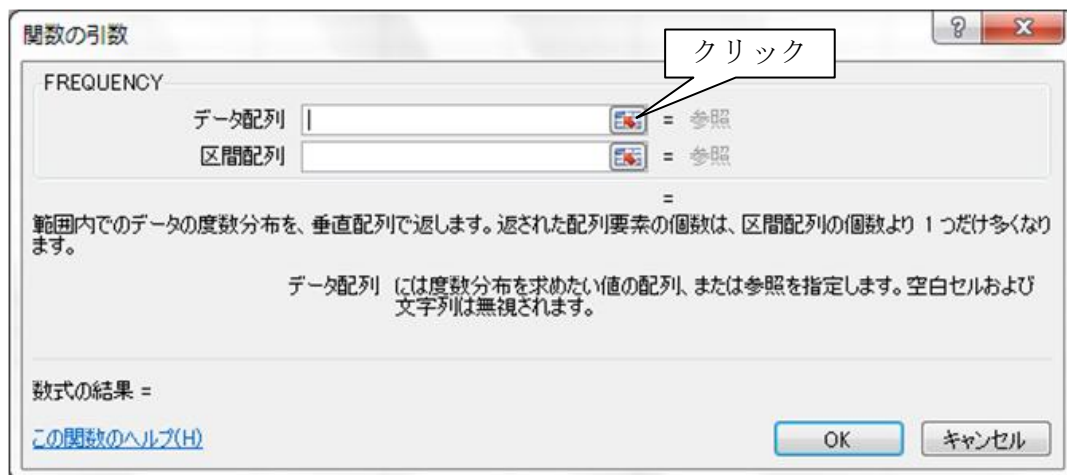 関数の引数
クリック
FREQUENCY
データ配列 = 参照
区間配列 = 参照
=
範囲内でのデータの度数分布を、垂直配列で返します。返された配列要素の個数は、区間配列の個数より 1 つだけ多くなり
ます。
データ配列 には度数分布を求めたい値の配列、または参照を指定します。空白セルおよび
文字列は無視されます。
数式の結果 =
この関数のヘルプ(H)
OK キャンセル